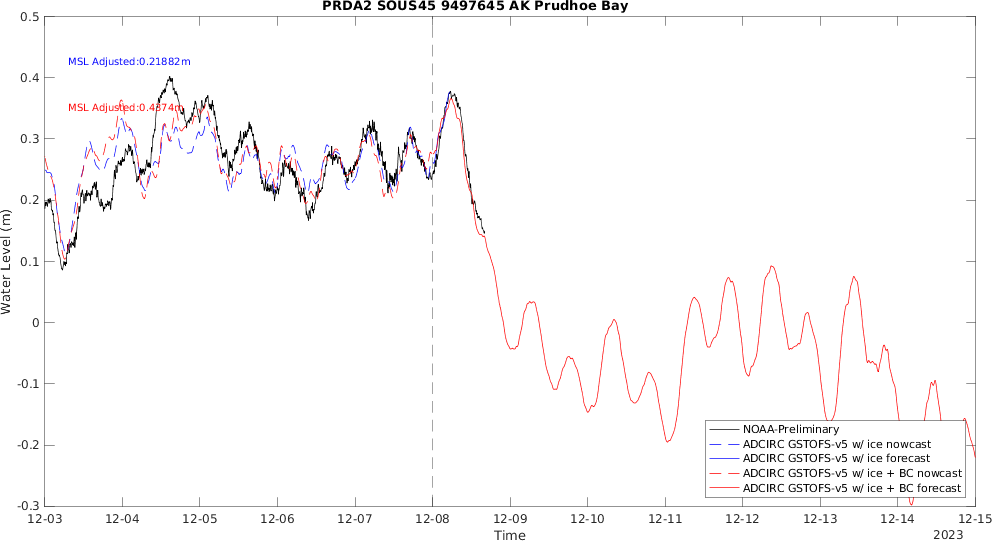 PRDA2 SOUS45 9497645 AK Prudhoe Bay
0.5
0.4
0.3
0.2
0.1
0
-0.1
-0.2
-0.3
Water Level (m)
MSL Adjusted:0.21882m
MSL Adjusted:0.4374m
NOAA-Preliminary
ADCIRC GSTOFS-v5 w/ ice nowcast
ADCIRC GSTOFS-v5 w/ ice forecast
ADCIRC GSTOFS-v5 w/ ice + BC nowcast
ADCIRC GSTOFS-v5 w/ ice + BC forecast
12-03 12-04 12-05 12-06 12-07 12-08 12-09 12-10 12-11 12-12 12-13 12-14 12-15
Time
2023